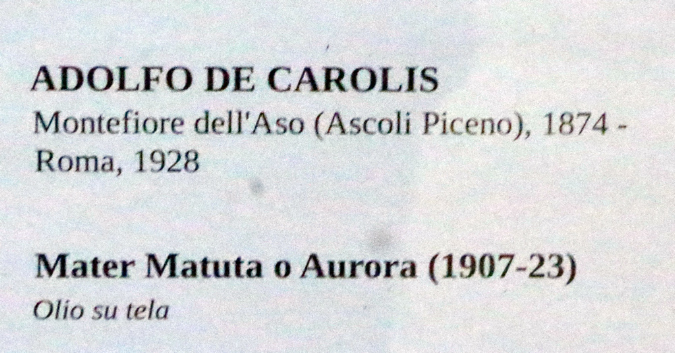 ADOLFO DE CAROLIS
Montefiore dell'Aso (Ascoli Piceno), 1874 -
Roma, 1928
Mater Matuta o Aurora (1907-23)
Olio su tela